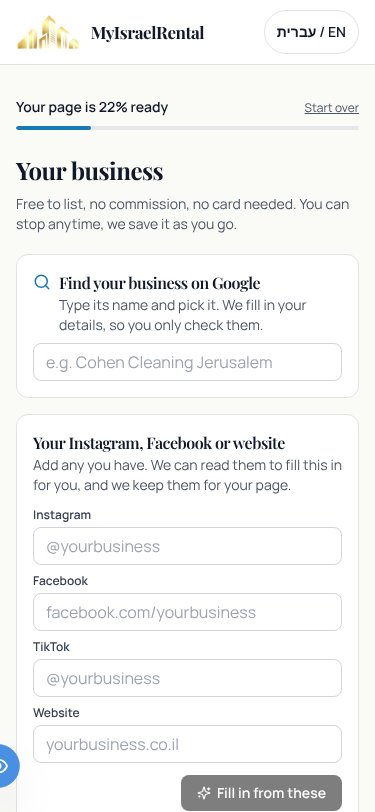 MyIsraelRental
עברית / EN
Your page is 22% ready
Start over
Your business
Free to list, no commission, no card needed. You can
stop anytime, we save it as you go.
Find your business on Google
Type its name and pick it. We fill in your
details, so you only check them.
e.g. Cohen Cleaning Jerusalem
Your Instagram, Facebook or website
Add any you have. We can read them to fill this in
for you, and we keep them for your page.
Instagram
@yourbusiness
Facebook
facebook.com/yourbusiness
TikTok
@yourbusiness
Website
yourbusiness.co.il
Fill in from these